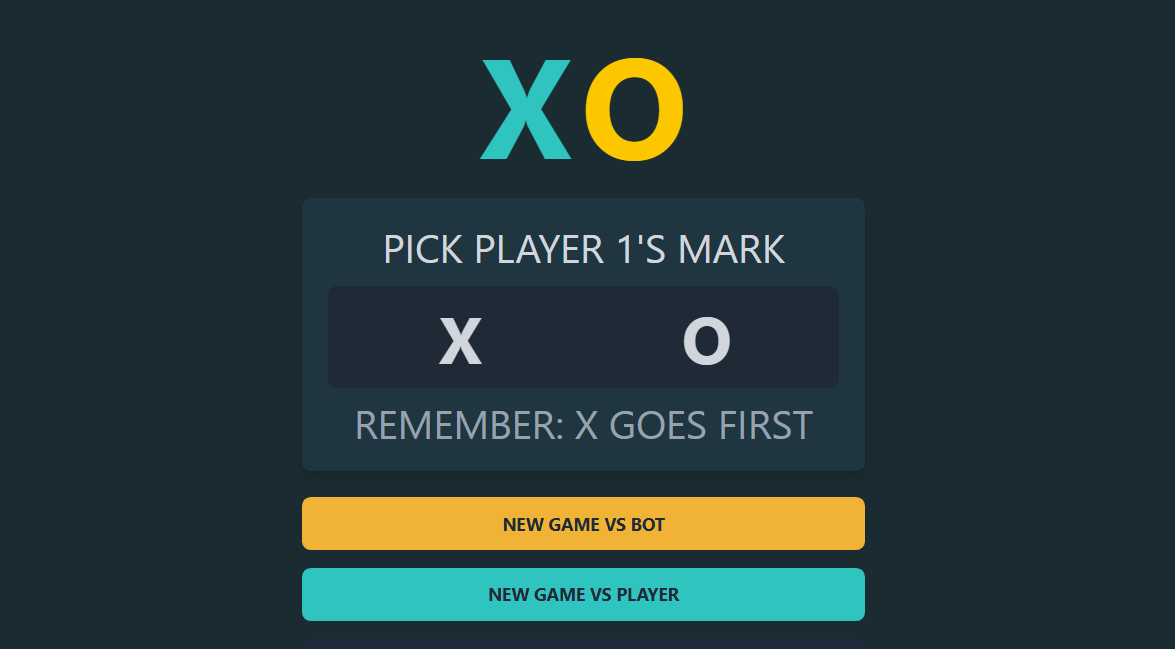 XO
PICK PLAYER 1'S MARK
X O
REMEMBER: X GOES FIRST
NEW GAME VS BOT
NEW GAME VS PLAYER